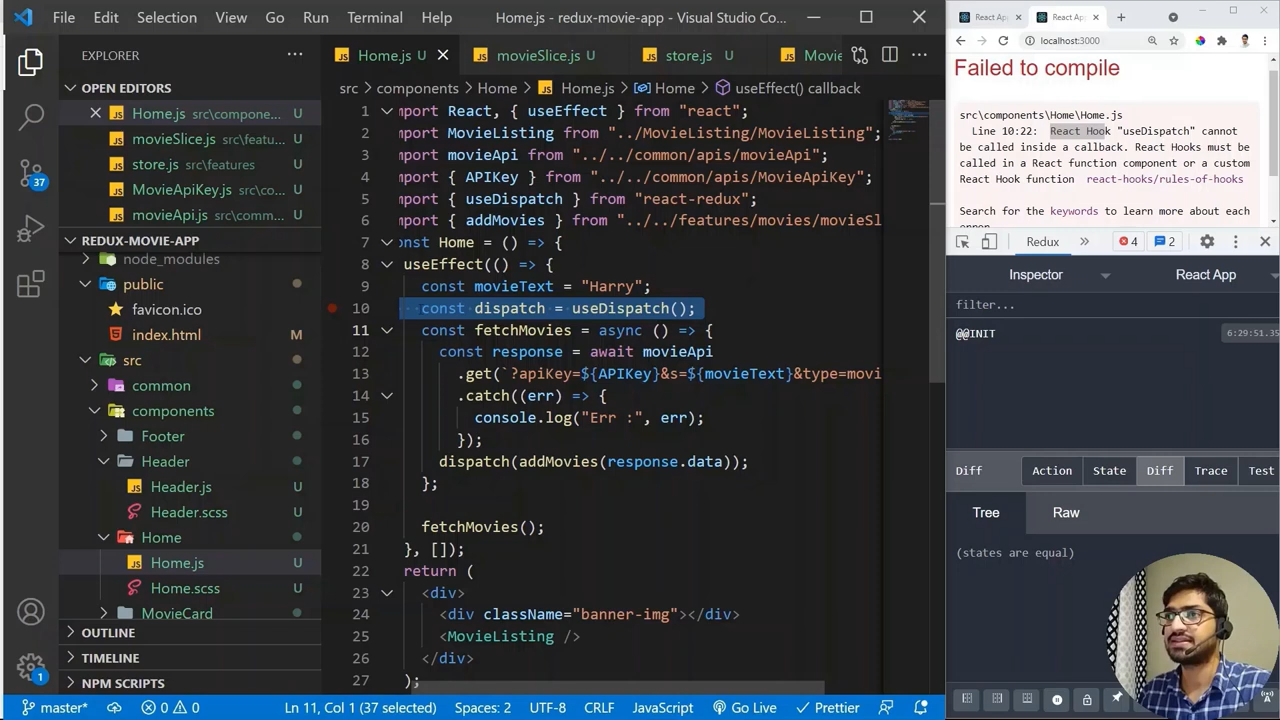 File Edit Selection View Go Run Terminal Help Home.js - redux-movie-app - Visual Studio Co...
EXPLORER
OPEN EDITORS
Home.js src\compone...
movieSlice.js src\featu...
store.js src\features
MovieApiKey.js src\co...
movieApi.js src\comm...
REDUX-MOVIE-APP
node_modules
public
favicon.ico
index.html
src
common
components
Footer
Header
Header.js U
Header.scss U
Home
Home.js U
Home.scss U
MovieCard
OUTLINE
TIMELINE
NPM SCRIPTS
37
1
Home.js U movieSlice.js U store.js U Movie
src > components > Home > Home.js > Home > useEffect() callback
1 mport React, { useEffect } from "react";
2 mport MovieListing from "../MovieListing/MovieListing";
3 mport movieApi from "../../common/apis/movieApi";
4 mport { APIKey } from "../../common/apis/MovieApiKey";
5 mport { useDispatch } from "react-redux";
6 mport { addMovies } from "../../features/movies/movieSl
7 onst Home = () => {
8 useEffect(() => {
9 const movieText = "Harry";
10 const dispatch = useDispatch();
11 const fetchMovies = async () => {
12 const response = await movieApi
13 .get(`?apiKey=${APIKey}&s=${movieText}&type=movi
14 .catch((err) => {
15 console.log("Err :", err);
16 });
17 dispatch(addMovies(response.data));
18 };
19
20 fetchMovies();
21 }, []);
22 return (
23 <div>
24 <div className="banner-img"></div>
25 <MovieListing />
26 </div>
27 );
master* 0 0 Ln 11, Col 1 (37 selected) Spaces: 2 UTF-8 CRLF JavaScript Go Live Prettier
React Ap React Ap
localhost:3000
Failed to compile
src\components\Home\Home.js
Line 10:22: React Hook "useDispatch" cannot
be called inside a callback. React Hooks must be
called in a React function component or a custom
React Hook function react-hooks/rules-of-hooks
Search for the keywords to learn more about each
error.
Redux 4 2
Inspector React App
filter...
@@INIT 6:29:51.35
Diff Action State Diff Trace Test
Tree Raw
(states are equal)